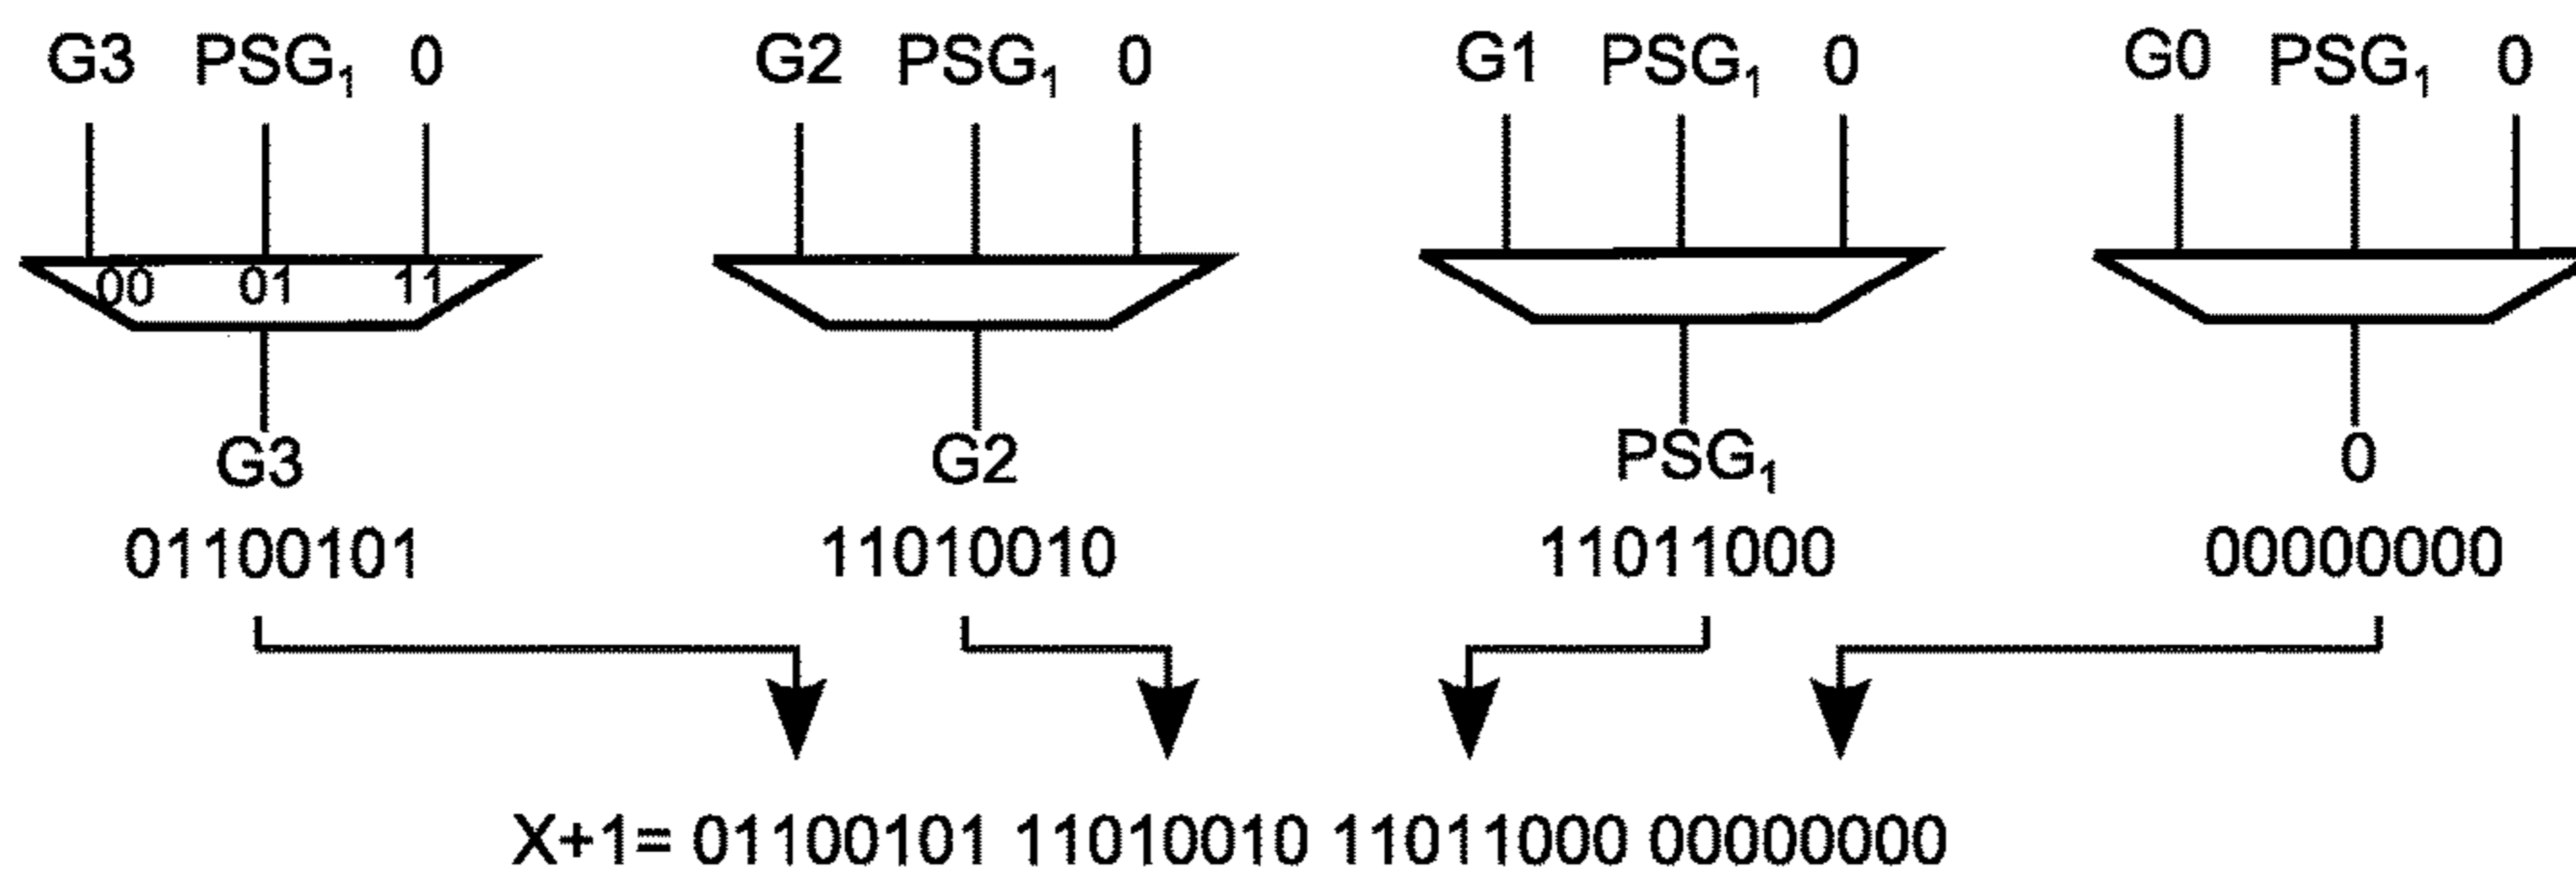 G3 PSG₁ 0 G2 PSG₁ 0 G1 PSG₁ 0 G0 PSG₁ 0
00 01 11
G3 G2 PSG₁ 0
01100101 11010010 11011000 00000000
X+1= 01100101 11010010 11011000 00000000